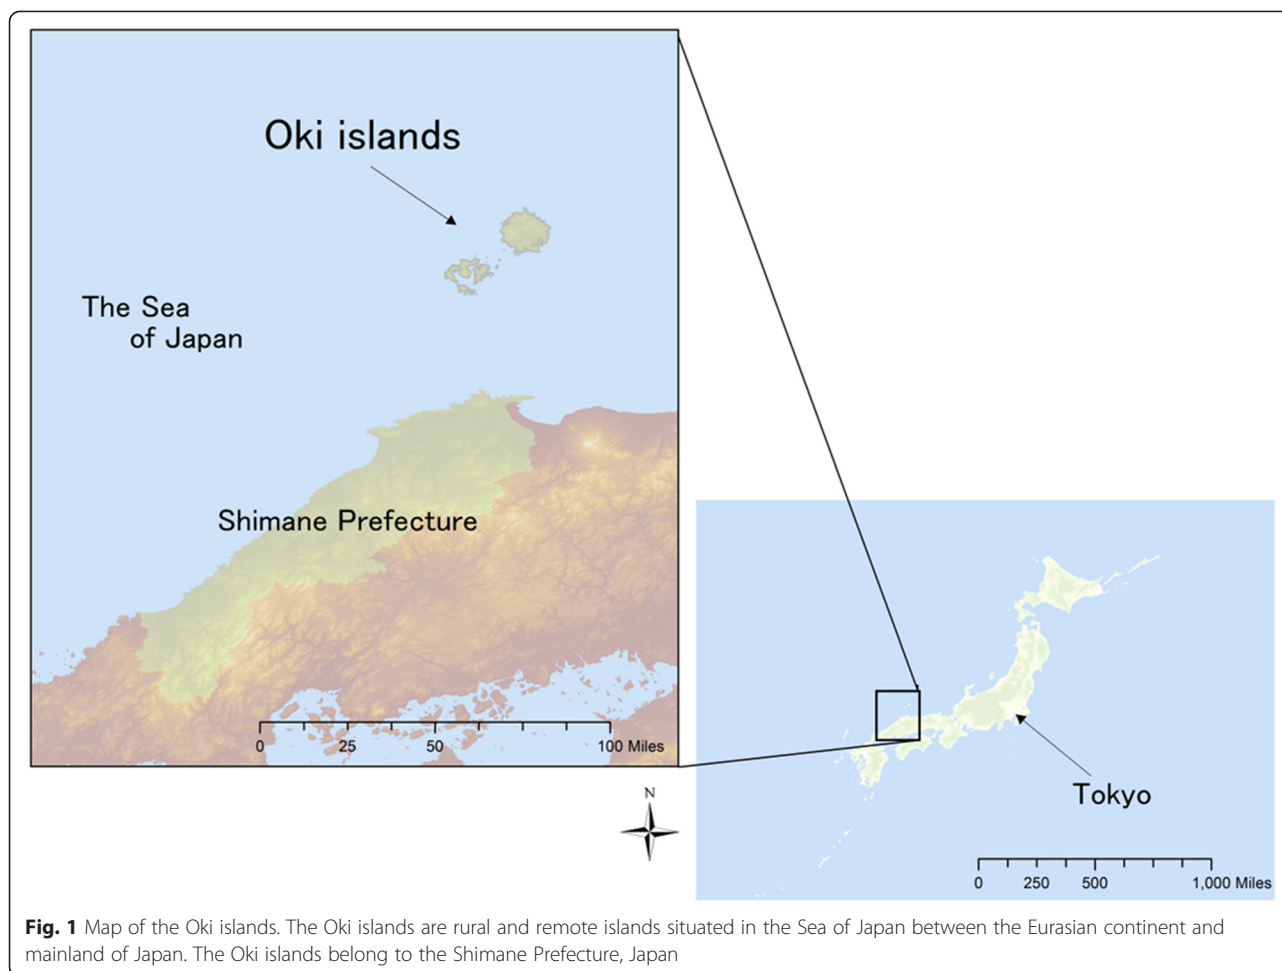 Oki islands
The Sea
of Japan
Shimane Prefecture
0 25 50 100 Miles
N
Tokyo
0 250 500 1,000 Miles
Fig. 1 Map of the Oki islands. The Oki islands are rural and remote islands situated in the Sea of Japan between the Eurasian continent and
mainland of Japan. The Oki islands belong to the Shimane Prefecture, Japan